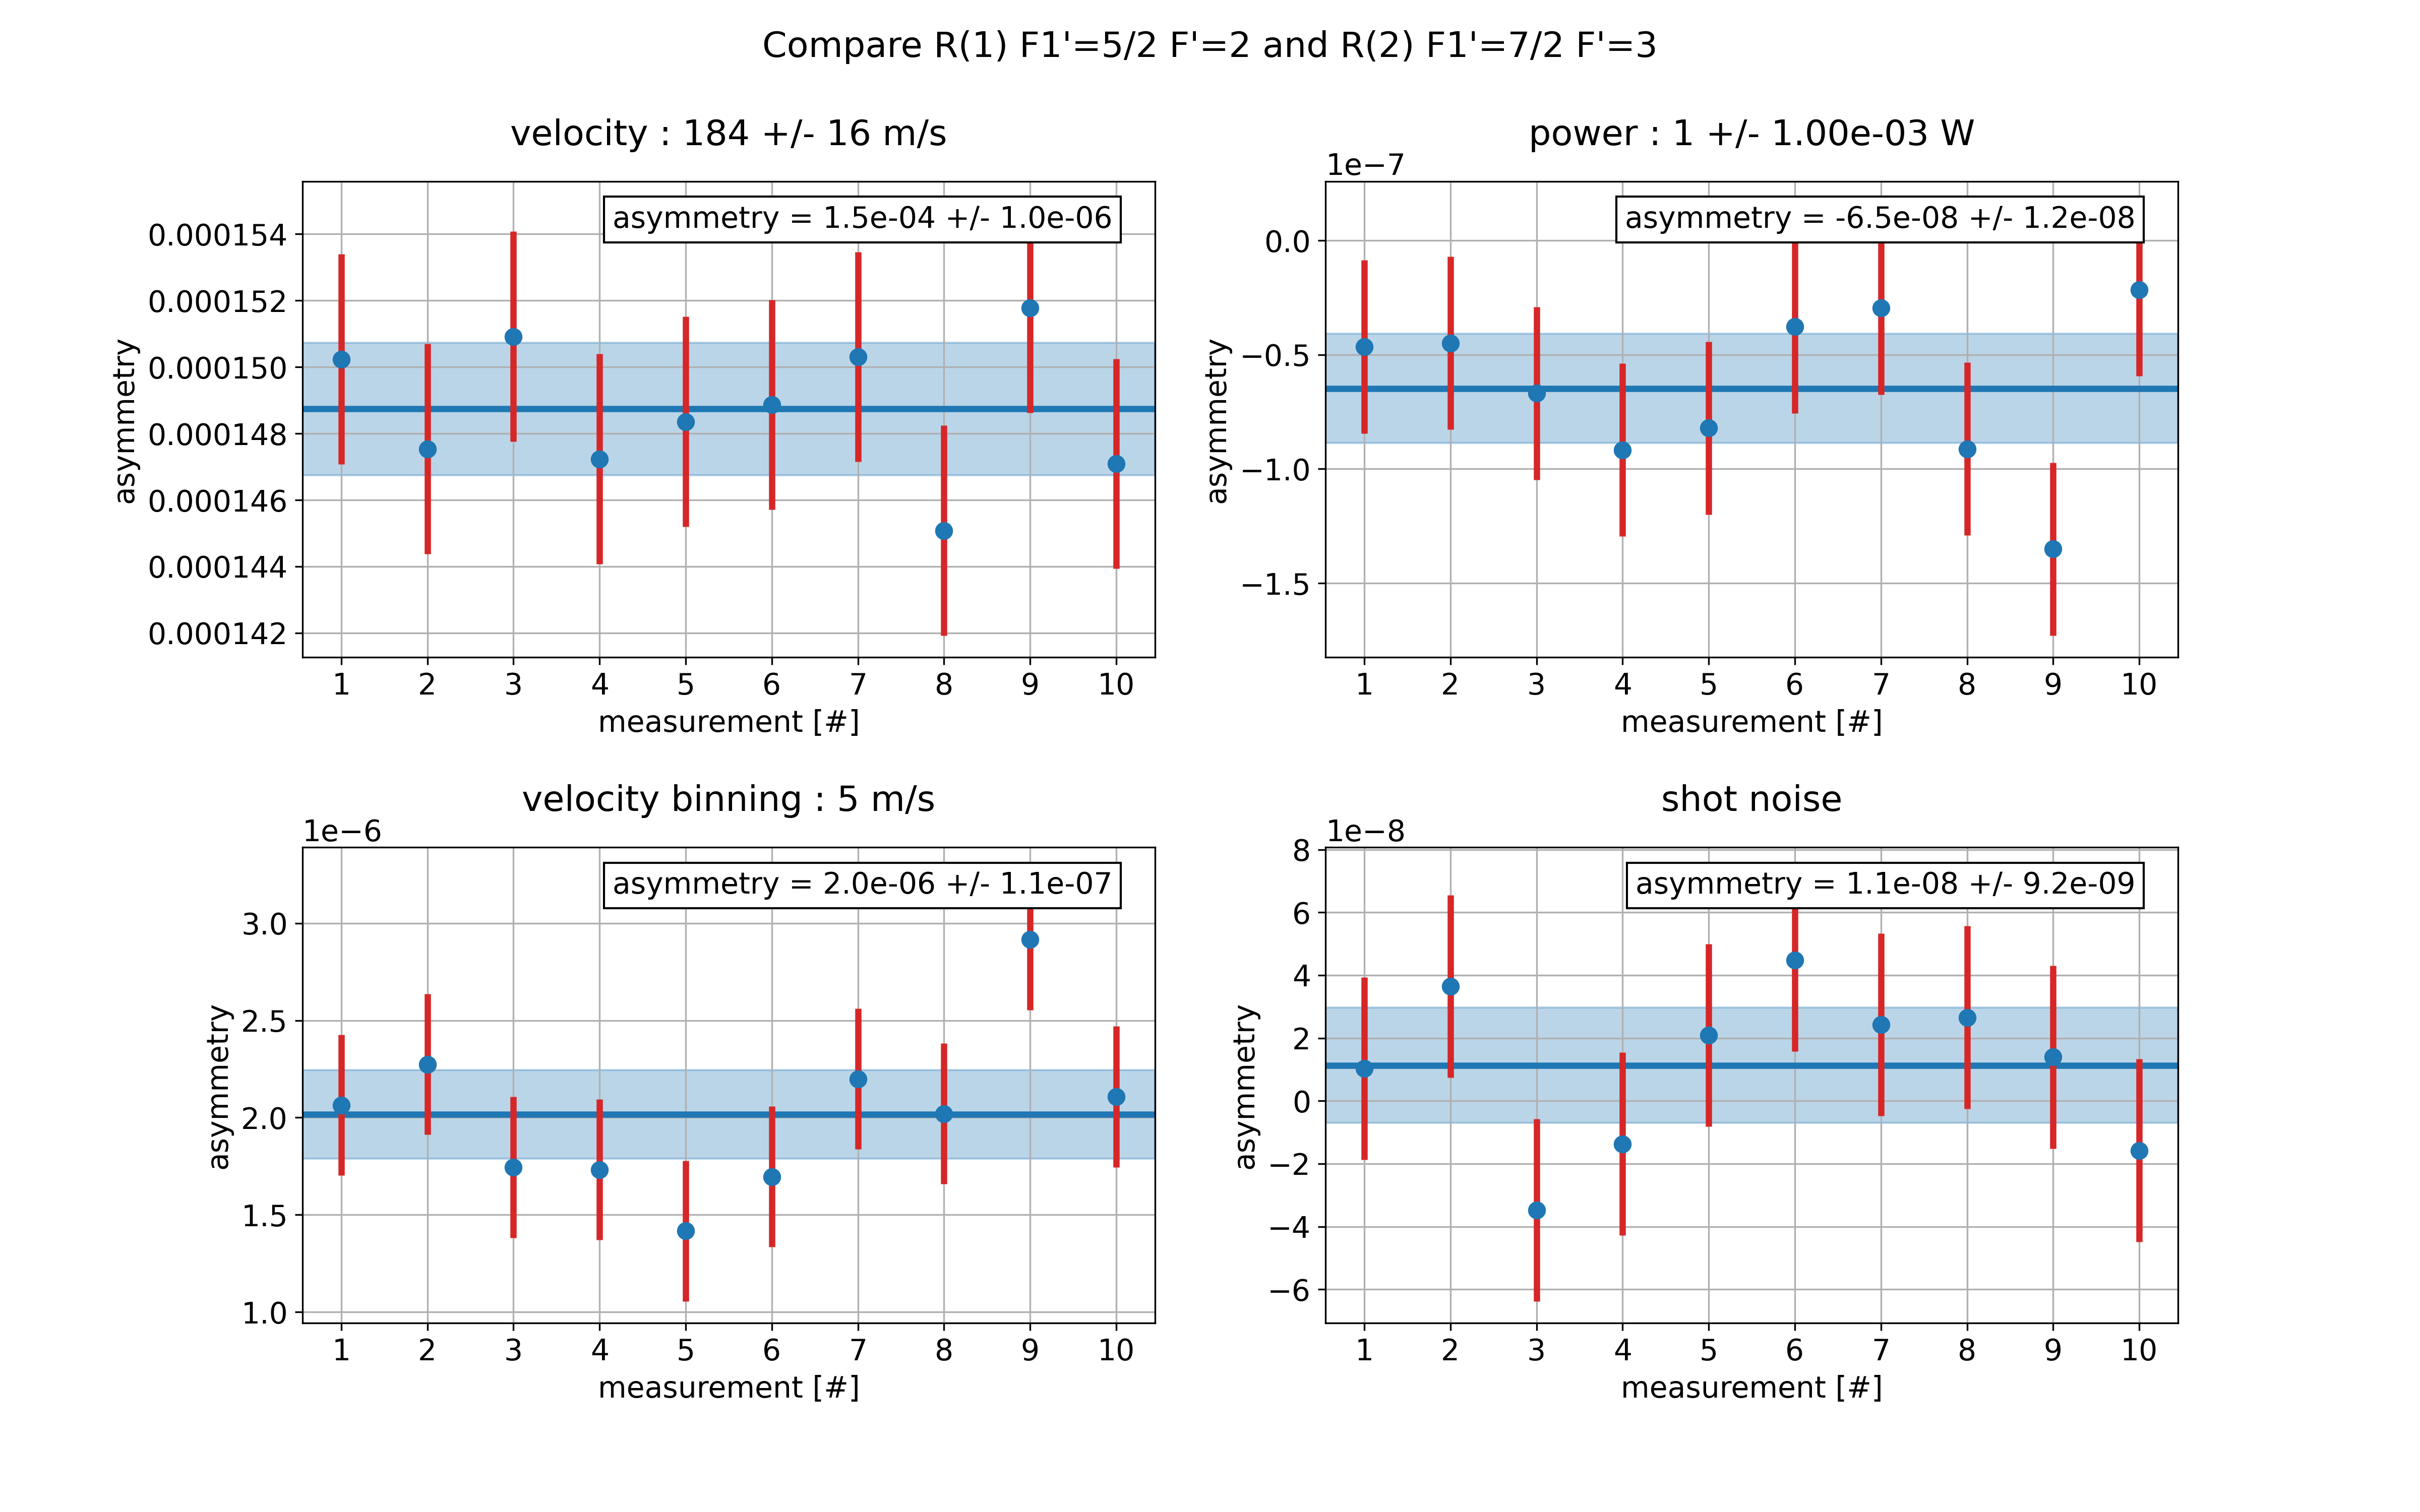 Compare R(1) F1'=5/2 F'=2 and R(2) F1'=7/2 F'=3
velocity : 184 +/- 16 m/s
asymmetry = 1.5e-04 +/- 1.0e-06
0.000154
0.000152
0.000150
0.000148
0.000146
0.000144
0.000142
asymmetry
1 2 3 4 5 6 7 8 9 10
measurement [#]
power : 1 +/- 1.00e-03 W
1e−7
asymmetry = -6.5e-08 +/- 1.2e-08
0.0
−0.5
−1.0
−1.5
asymmetry
1 2 3 4 5 6 7 8 9 10
measurement [#]
velocity binning : 5 m/s
1e−6
asymmetry = 2.0e-06 +/- 1.1e-07
3.0
2.5
2.0
1.5
1.0
asymmetry
1 2 3 4 5 6 7 8 9 10
measurement [#]
shot noise
1e−8
asymmetry = 1.1e-08 +/- 9.2e-09
8
6
4
2
0
−2
−4
−6
asymmetry
1 2 3 4 5 6 7 8 9 10
measurement [#]